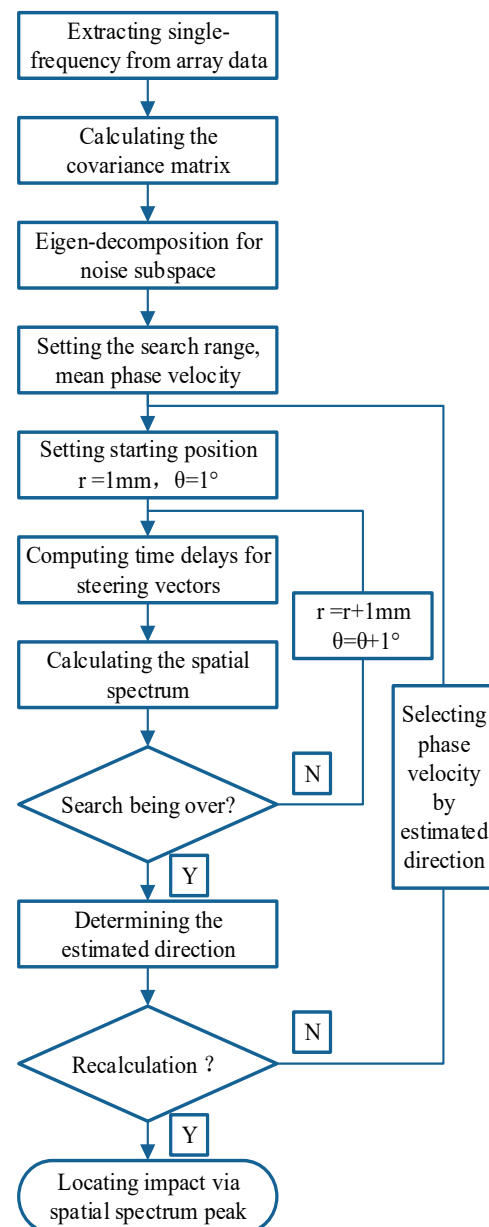 Extracting single-
frequency from array data
Calculating the
covariance matrix
Eigen-decomposition for
noise subspace
Setting the search range,
mean phase velocity
Setting starting position
r =1mm，θ=1°
Computing time delays for
steering vectors
r =r+1mm
θ=θ+1°
Calculating the spatial
spectrum
Selecting
phase
velocity
by
estimated
direction
N
Search being over?
Y
Determining the
estimated direction
N
Recalculation ?
Y
Locating impact via
spatial spectrum peak